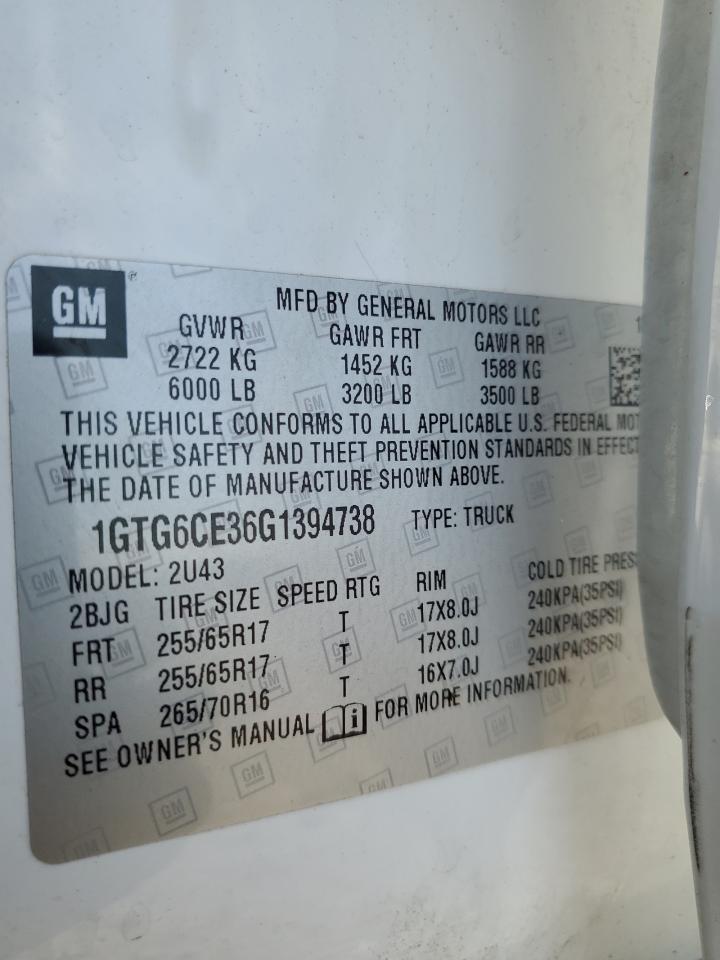 GM
MFD BY GENERAL MOTORS LLC
GVWR GAWR FRT GAWR RR
2722 KG 1452 KG 1588 KG
6000 LB 3200 LB 3500 LB
THIS VEHICLE CONFORMS TO ALL APPLICABLE U.S. FEDERAL MOT
VEHICLE SAFETY AND THEFT PREVENTION STANDARDS IN EFFECT
THE DATE OF MANUFACTURE SHOWN ABOVE.
1GTG6CE36G1394738 TYPE: TRUCK
MODEL: 2U43
2BJG TIRE SIZE SPEED RTG RIM COLD TIRE PRES
FRT 255/65R17 T 17X8.0J 240KPA(35PSI)
RR 255/65R17 T 17X8.0J 240KPA(35PSI)
SPA 265/70R16 T 16X7.0J 240KPA(35PSI)
SEE OWNER'S MANUAL i FOR MORE INFORMATION.